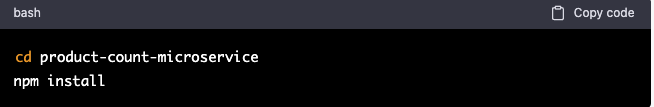 bash
Copy code
cd product-count-microservice
npm install